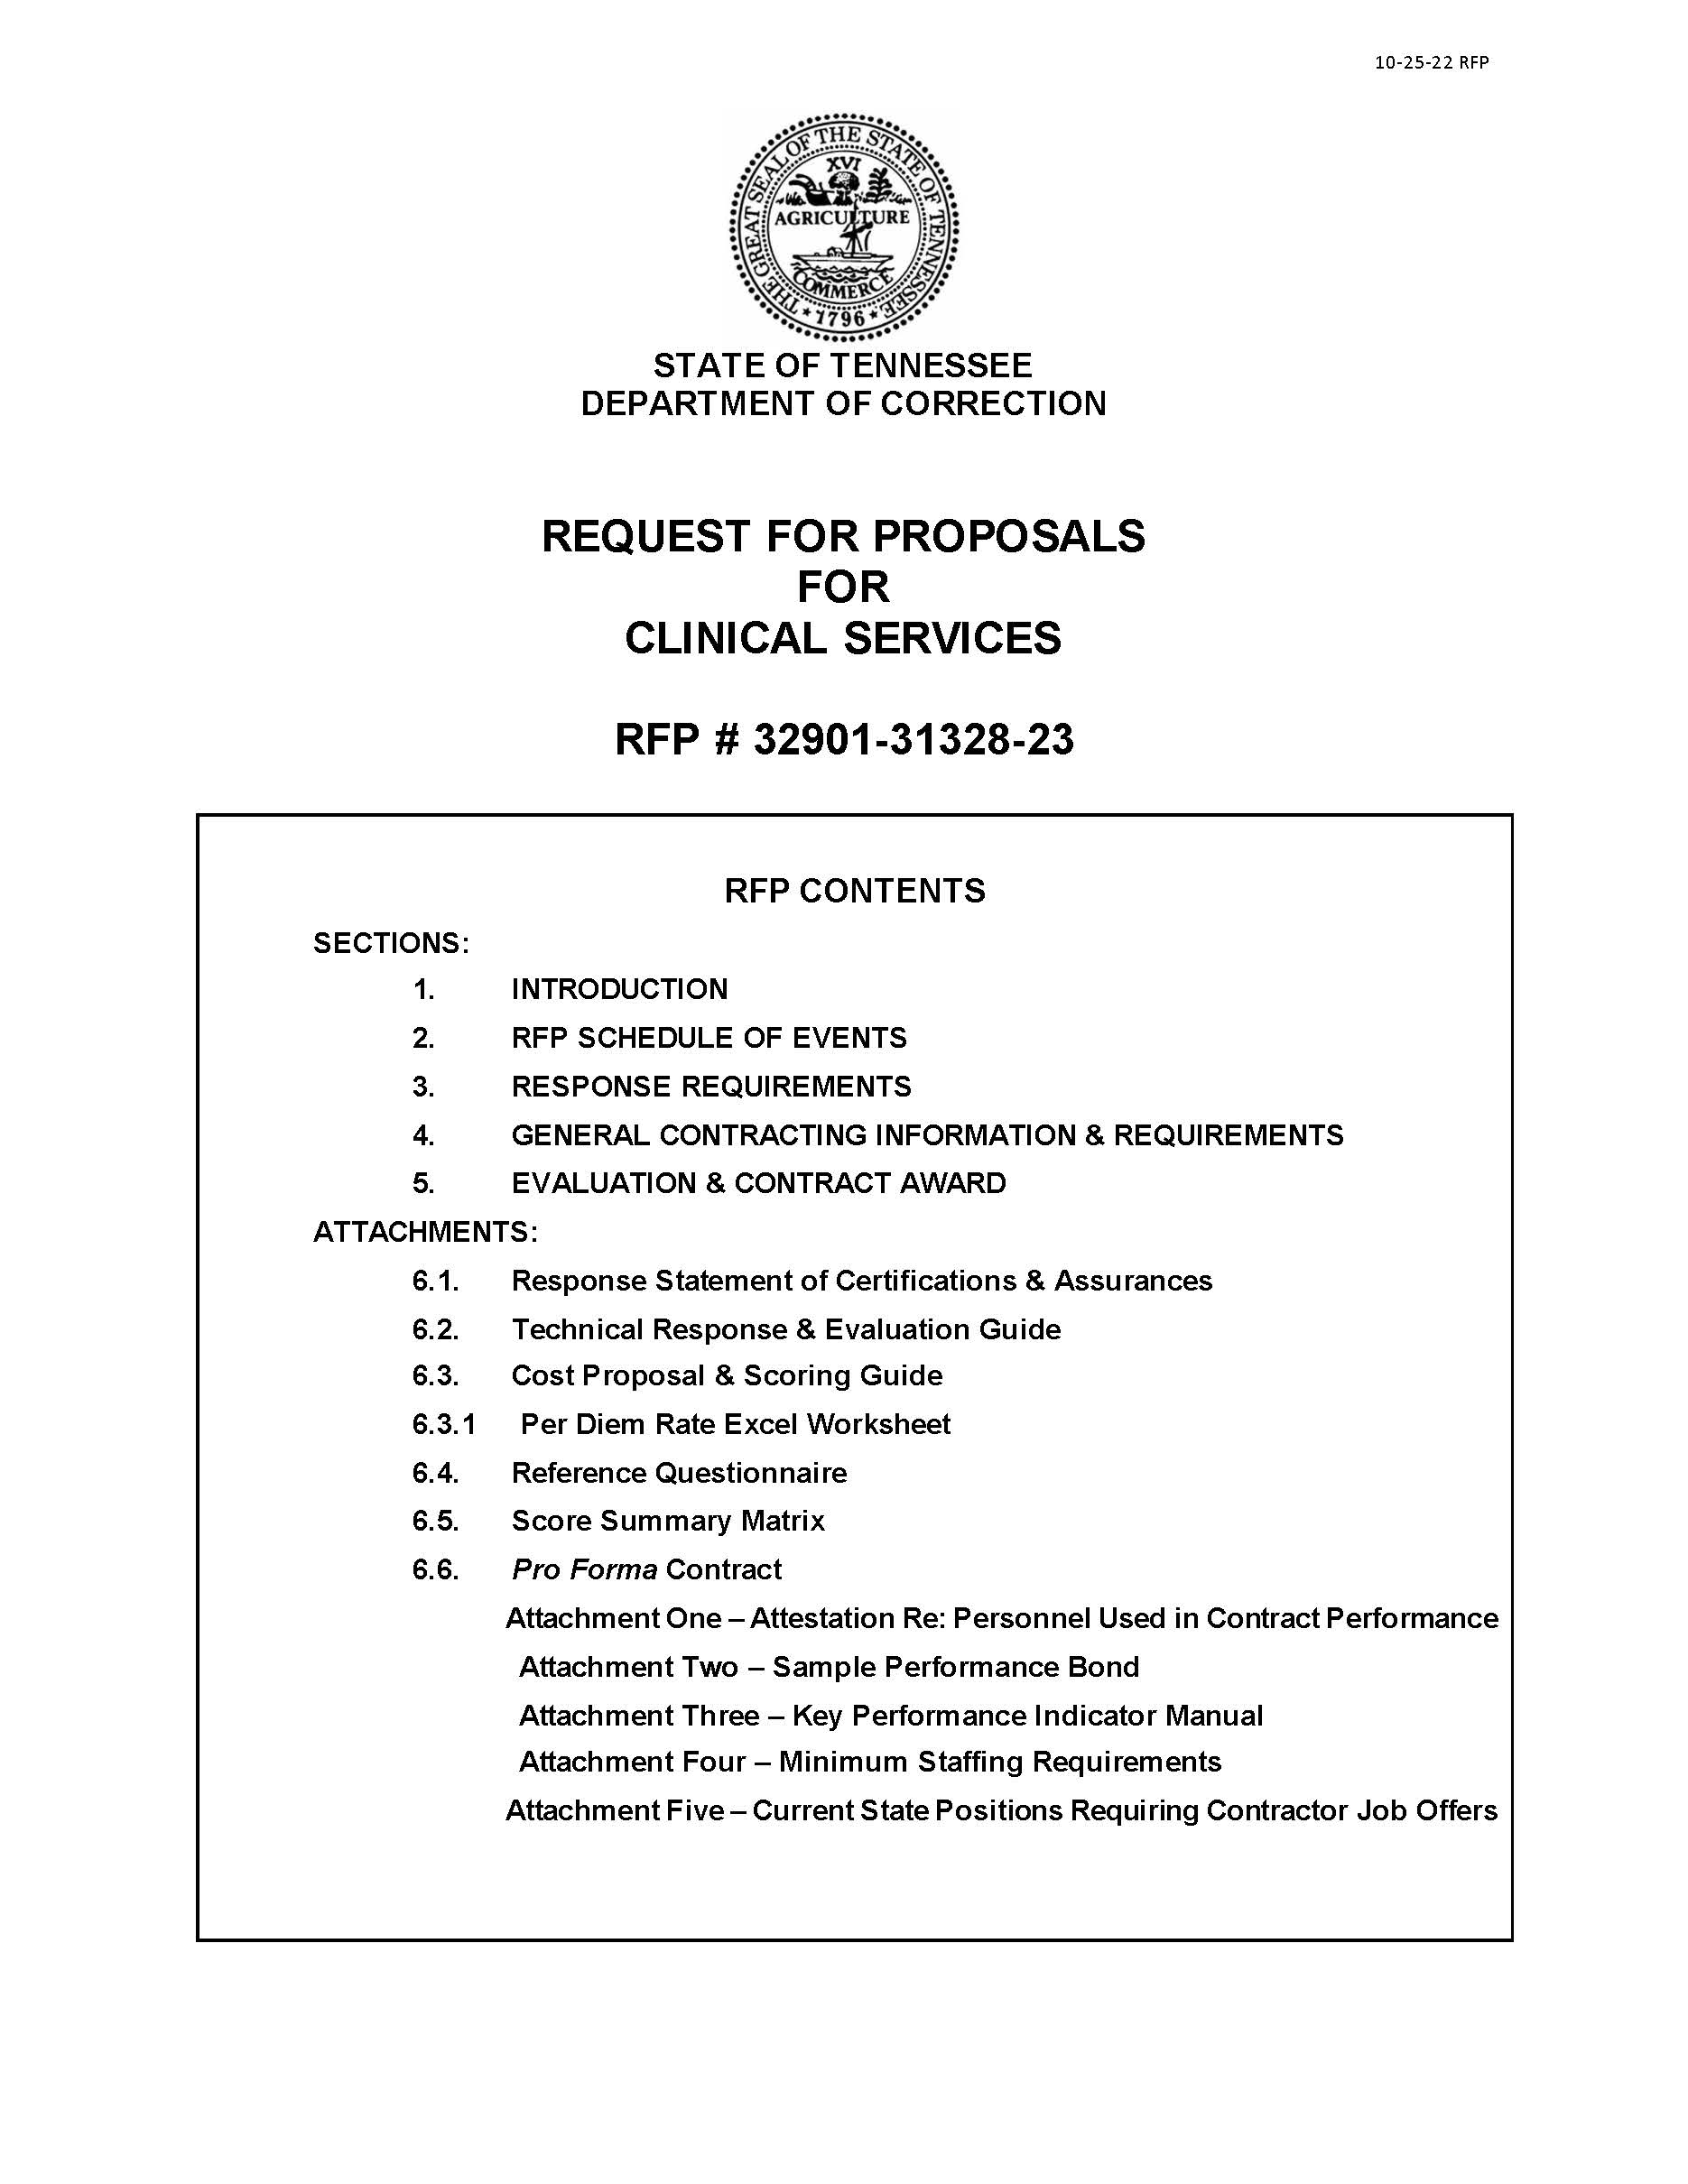 10-25-22 RFP
THE GREAT SEAL OF THE STATE OF TENNESSEE
XVI
AGRICULTURE
COMMERCE
★ 1796 ★
STATE OF TENNESSEE
DEPARTMENT OF CORRECTION
REQUEST FOR PROPOSALS
FOR
CLINICAL SERVICES
RFP # 32901-31328-23
RFP CONTENTS
SECTIONS:
1. INTRODUCTION
2. RFP SCHEDULE OF EVENTS
3. RESPONSE REQUIREMENTS
4. GENERAL CONTRACTING INFORMATION & REQUIREMENTS
5. EVALUATION & CONTRACT AWARD
ATTACHMENTS:
6.1. Response Statement of Certifications & Assurances
6.2. Technical Response & Evaluation Guide
6.3. Cost Proposal & Scoring Guide
6.3.1 Per Diem Rate Excel Worksheet
6.4. Reference Questionnaire
6.5. Score Summary Matrix
6.6. Pro Forma Contract
Attachment One – Attestation Re: Personnel Used in Contract Performance
Attachment Two – Sample Performance Bond
Attachment Three – Key Performance Indicator Manual
Attachment Four – Minimum Staffing Requirements
Attachment Five – Current State Positions Requiring Contractor Job Offers